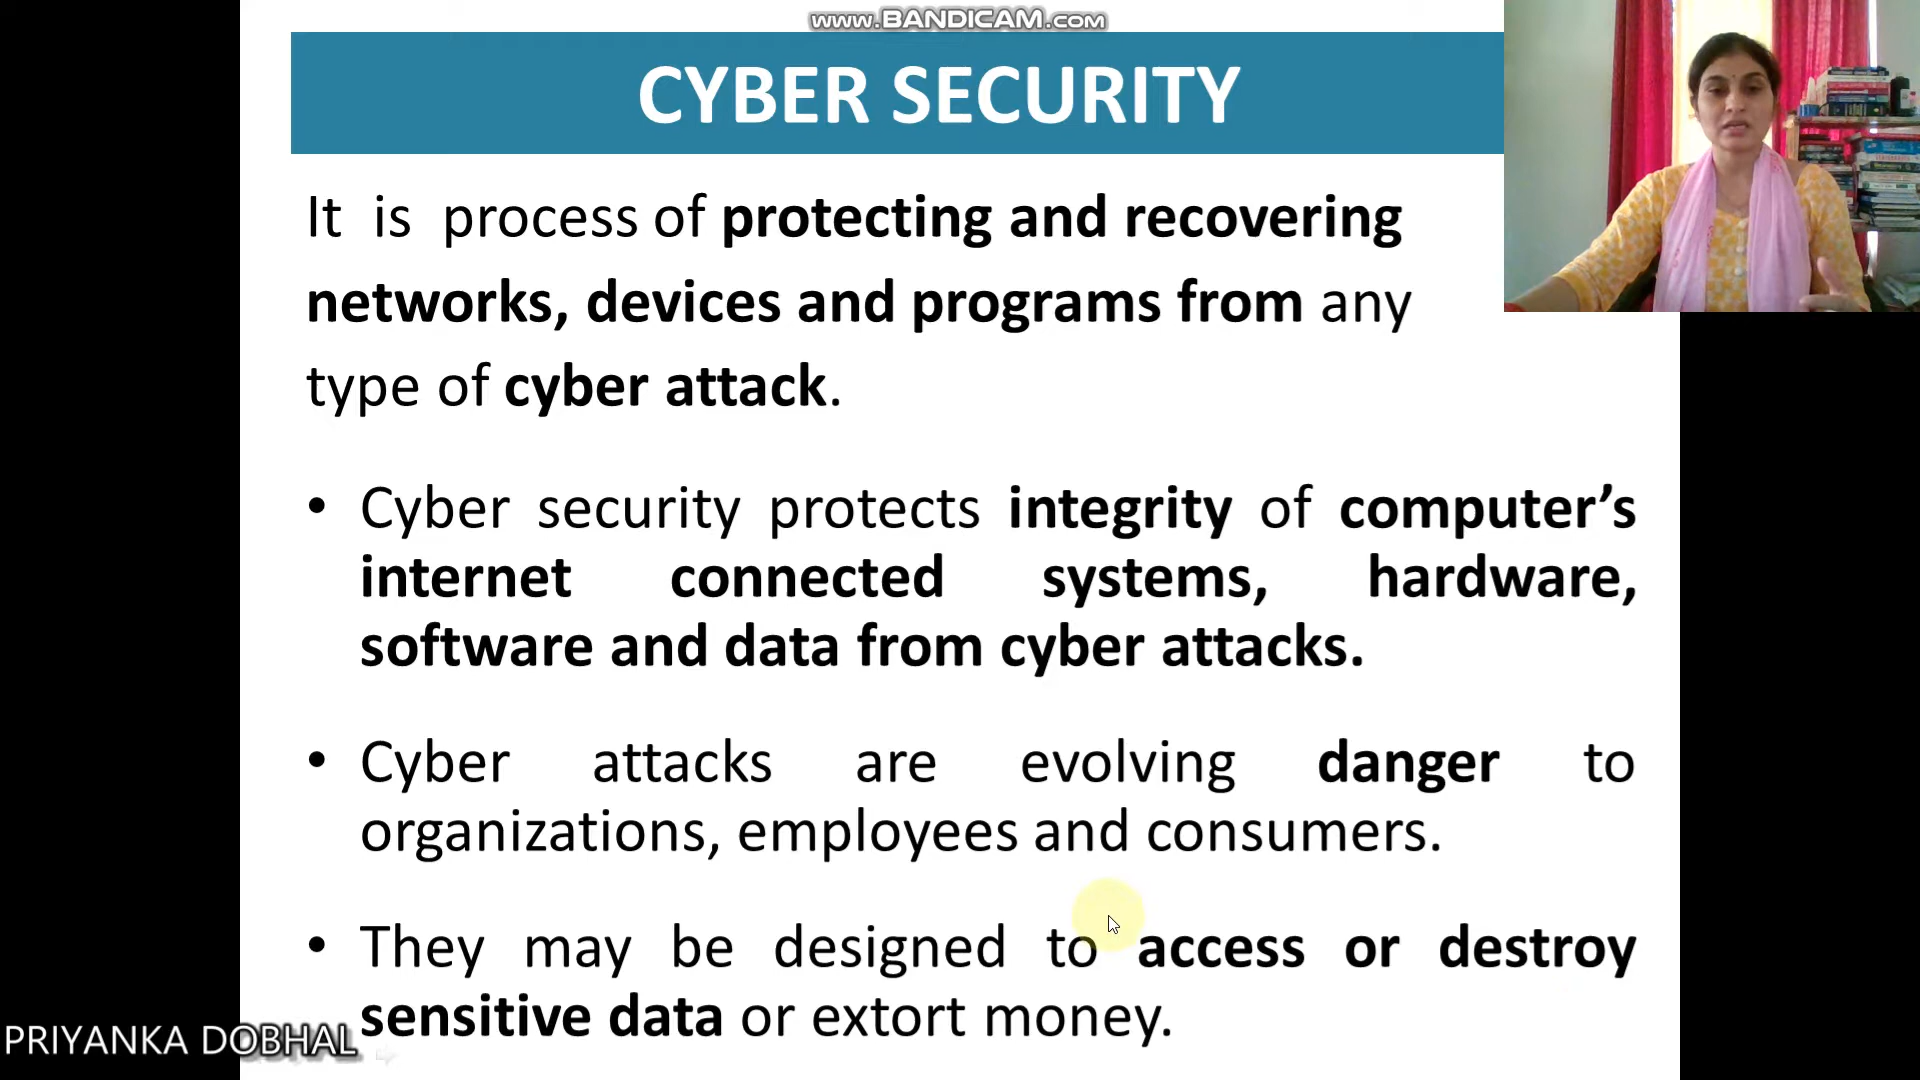 www.BANDICAM.com
CYBER SECURITY
It is process of protecting and recovering
networks, devices and programs from any
type of cyber attack.
• Cyber security protects integrity of computer’s
internet connected systems, hardware,
software and data from cyber attacks.
• Cyber attacks are evolving danger to
organizations, employees and consumers.
• They may be designed to access or destroy
sensitive data or extort money.
PRIYANKA DOBHAL